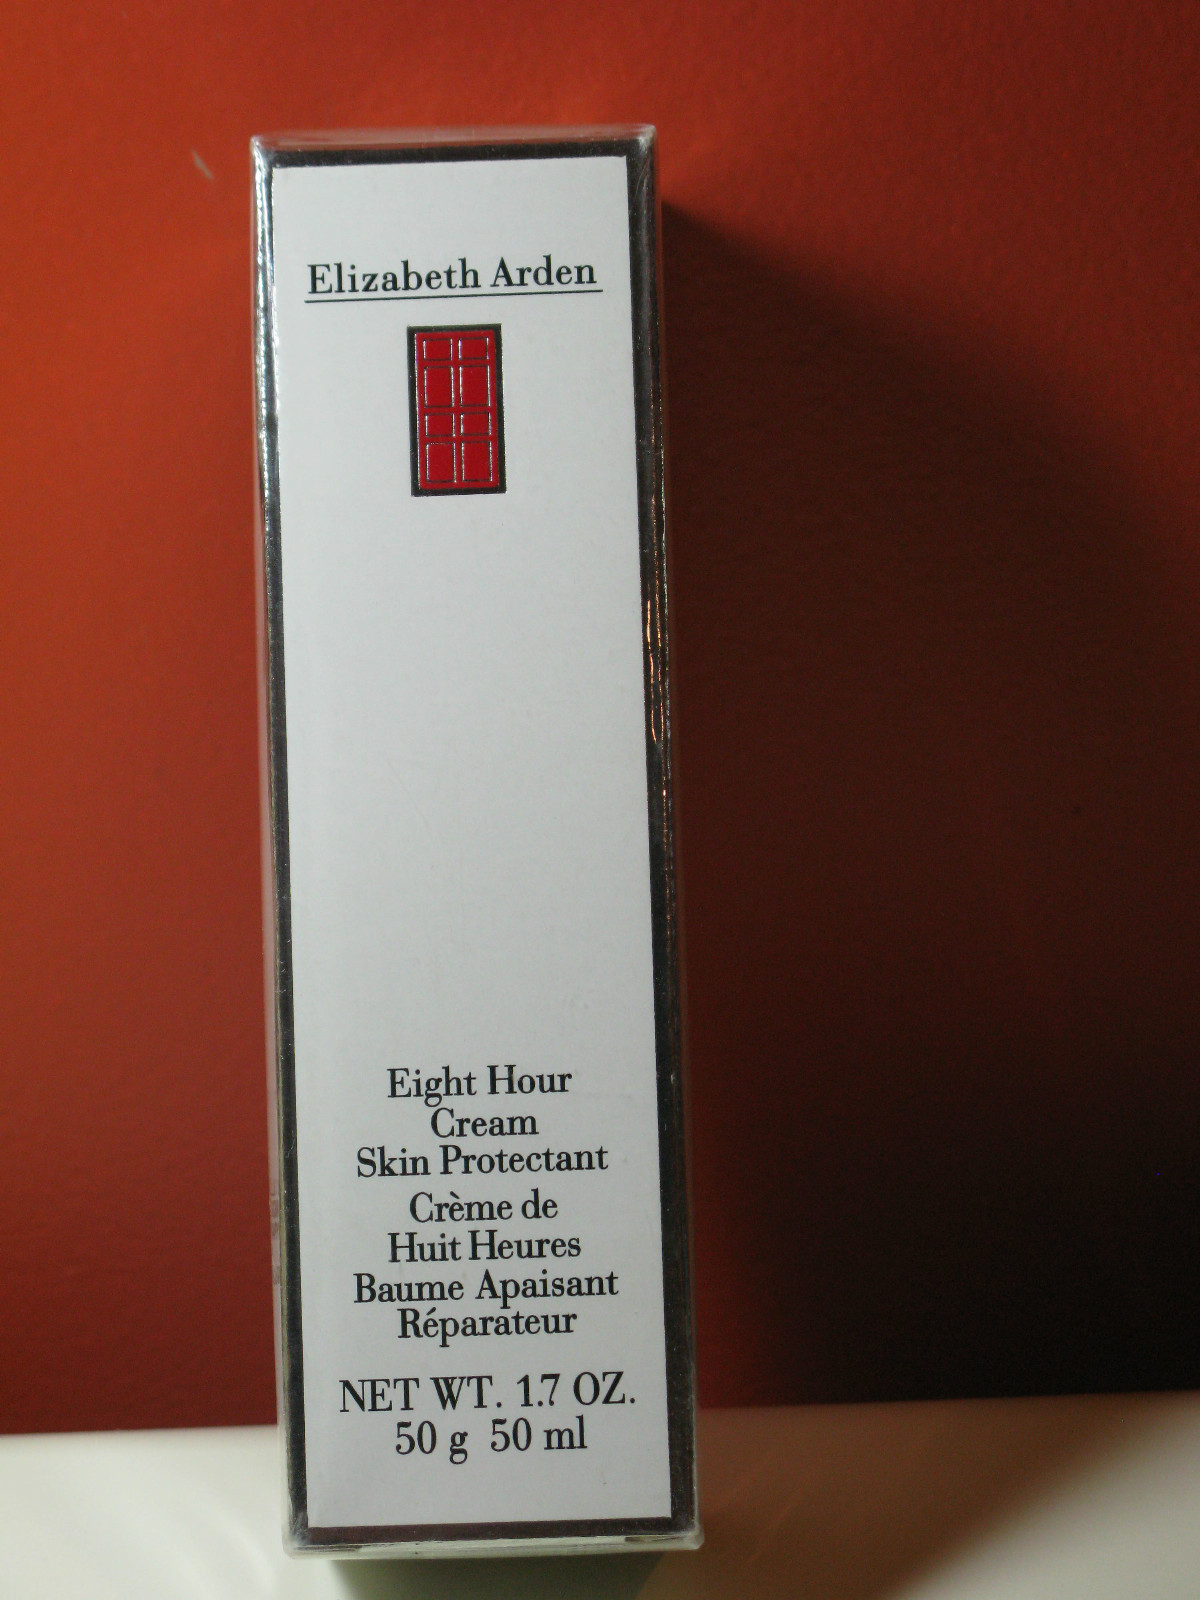 Elizabeth Arden
Eight Hour
Cream
Skin Protectant
Crème de
Huit Heures
Baume Apaisant
Réparateur
NET WT. 1.7 OZ.
50 g 50 ml